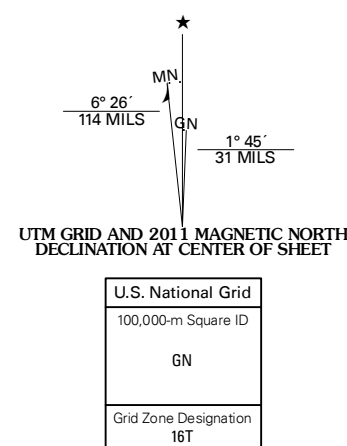 ★
MN
6° 26´
114 MILS
GN
1° 45´
31 MILS
UTM GRID AND 2011 MAGNETIC NORTH
DECLINATION AT CENTER OF SHEET
U.S. National Grid
100,000-m Square ID
GN
Grid Zone Designation
16T